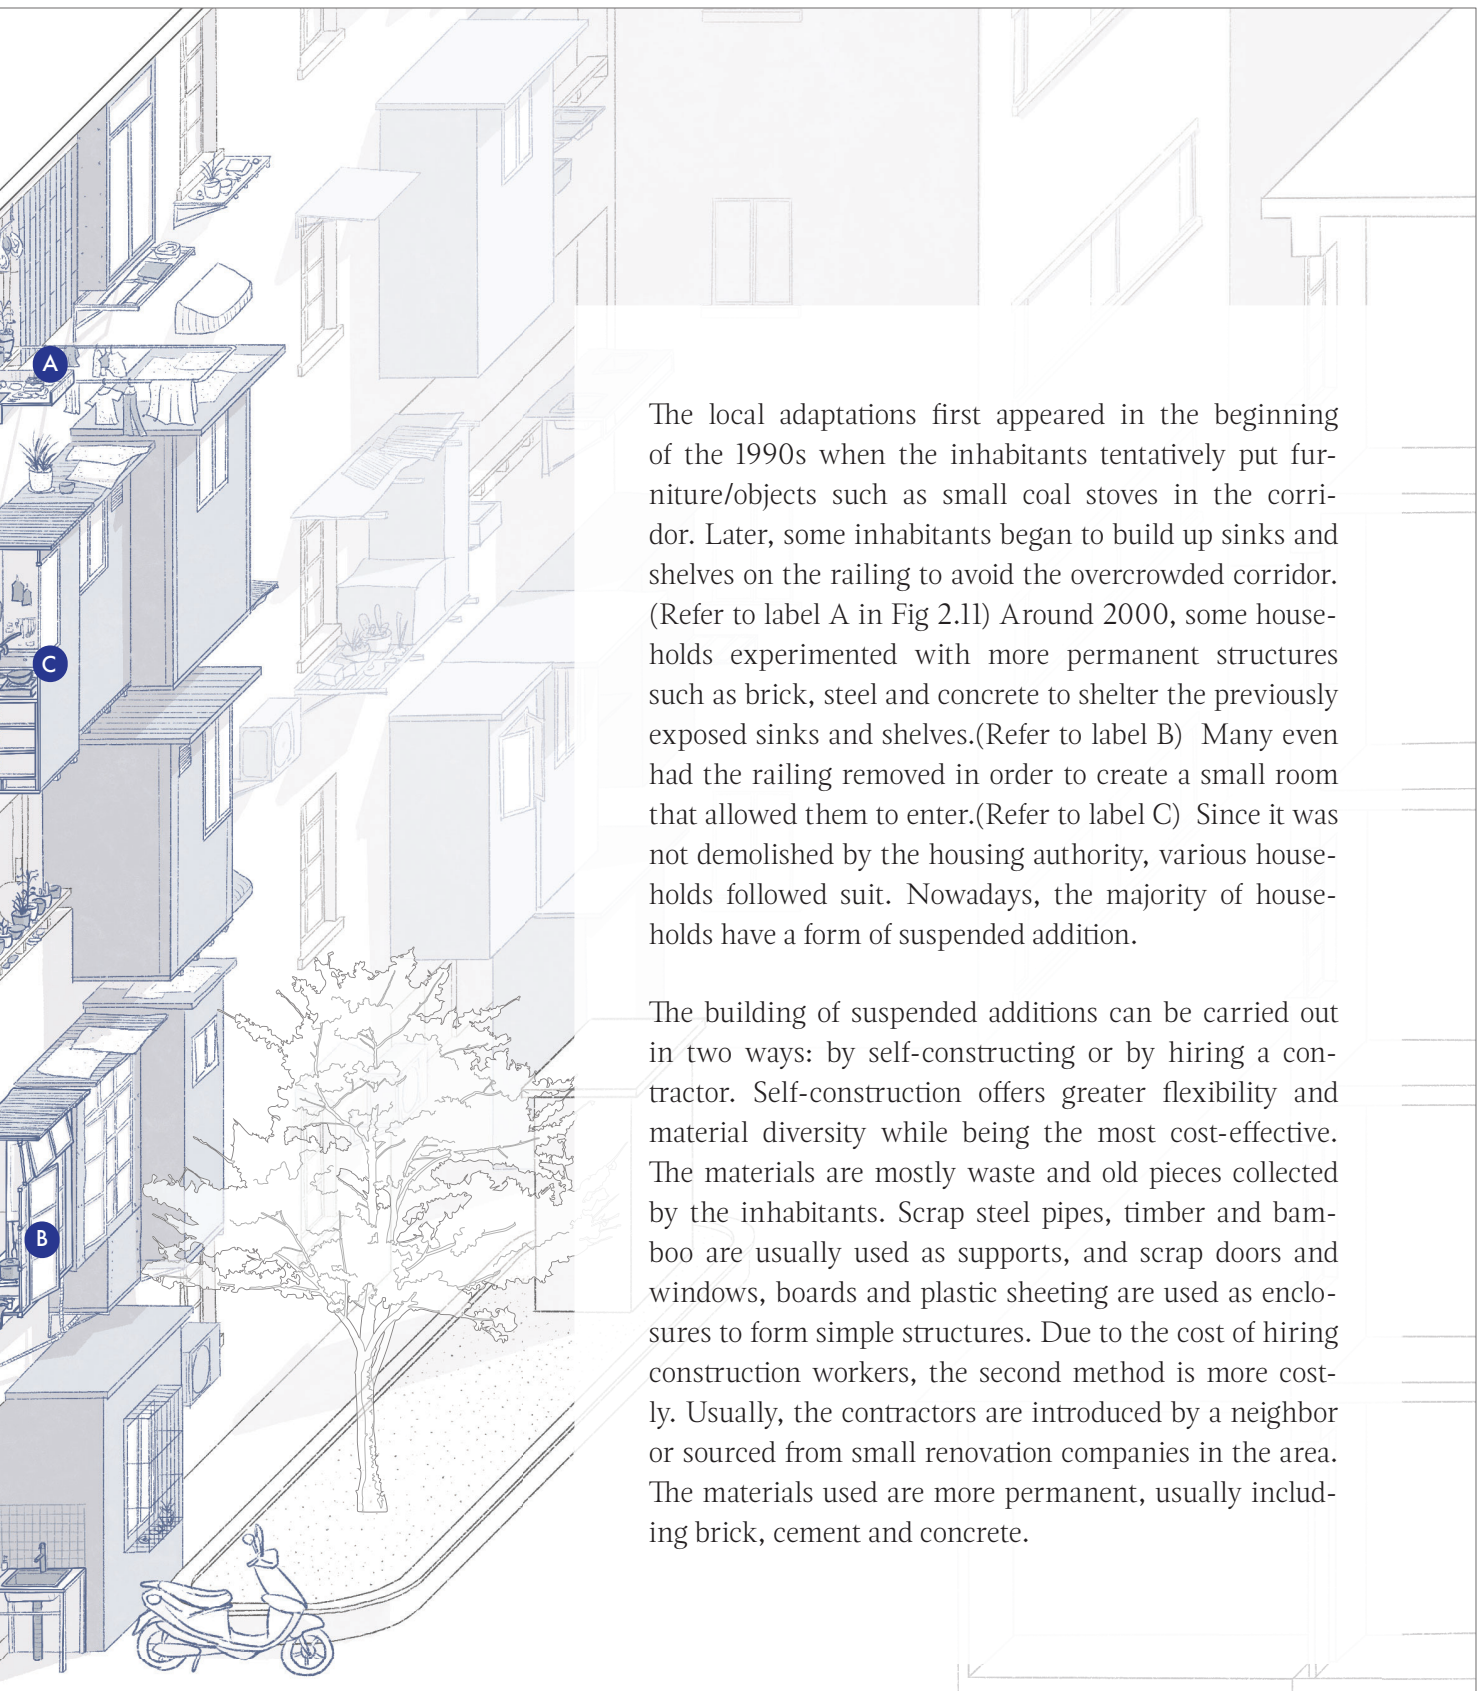 A
C
B
The local adaptations first appeared in the beginning
of the 1990s when the inhabitants tentatively put fur-
niture/objects such as small coal stoves in the corri-
dor. Later, some inhabitants began to build up sinks and
shelves on the railing to avoid the overcrowded corridor.
(Refer to label A in Fig 2.11) Around 2000, some house-
holds experimented with more permanent structures
such as brick, steel and concrete to shelter the previously
exposed sinks and shelves.(Refer to label B) Many even
had the railing removed in order to create a small room
that allowed them to enter.(Refer to label C) Since it was
not demolished by the housing authority, various house-
holds followed suit. Nowadays, the majority of house-
holds have a form of suspended addition.
The building of suspended additions can be carried out
in two ways: by self-constructing or by hiring a con-
tractor. Self-construction offers greater flexibility and
material diversity while being the most cost-effective.
The materials are mostly waste and old pieces collected
by the inhabitants. Scrap steel pipes, timber and bam-
boo are usually used as supports, and scrap doors and
windows, boards and plastic sheeting are used as enclo-
sures to form simple structures. Due to the cost of hiring
construction workers, the second method is more cost-
ly. Usually, the contractors are introduced by a neighbor
or sourced from small renovation companies in the area.
The materials used are more permanent, usually includ-
ing brick, cement and concrete.